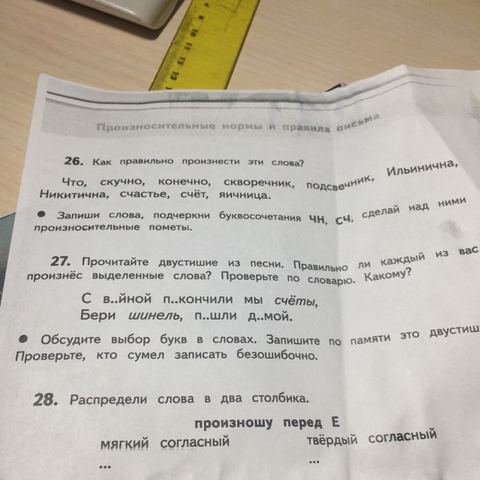 Произносительные нормы и правила письма
26. Как правильно произнести эти слова?
Что, скучно, конечно, скворечник, подсвечник, Ильинична,
Никитична, счастье, счёт, яичница.
● Запиши слова, подчеркни буквосочетания чн, сч, сделай над ними
произносительные пометы.
27. Прочитайте двустишие из песни. Правильно ли каждый из вас
произнёс выделенные слова? Проверьте по словарю. Какому?
С в..йной п..кончили мы счёты,
Бери шинель, п..шли д..мой.
● Обсудите выбор букв в словах. Запишите по памяти это двустиш
Проверьте, кто сумел записать безошибочно.
28. Распредели слова в два столбика.
произношу перед Е
мягкий согласный твёрдый согласный
... ...